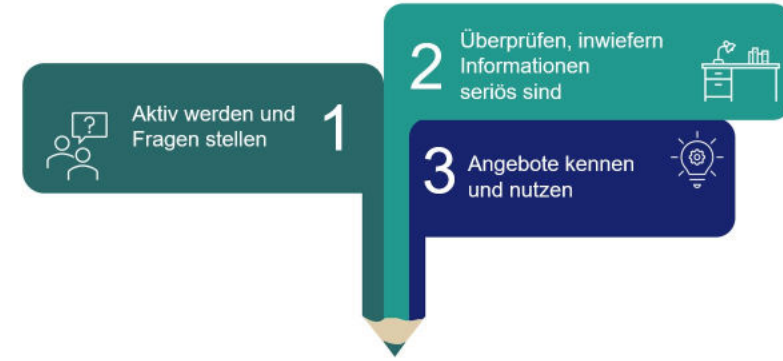 Aktiv werden und
Fragen stellen
1
?
2
Überprüfen, inwiefern
Informationen
seriös sind
3
Angebote kennen
und nutzen